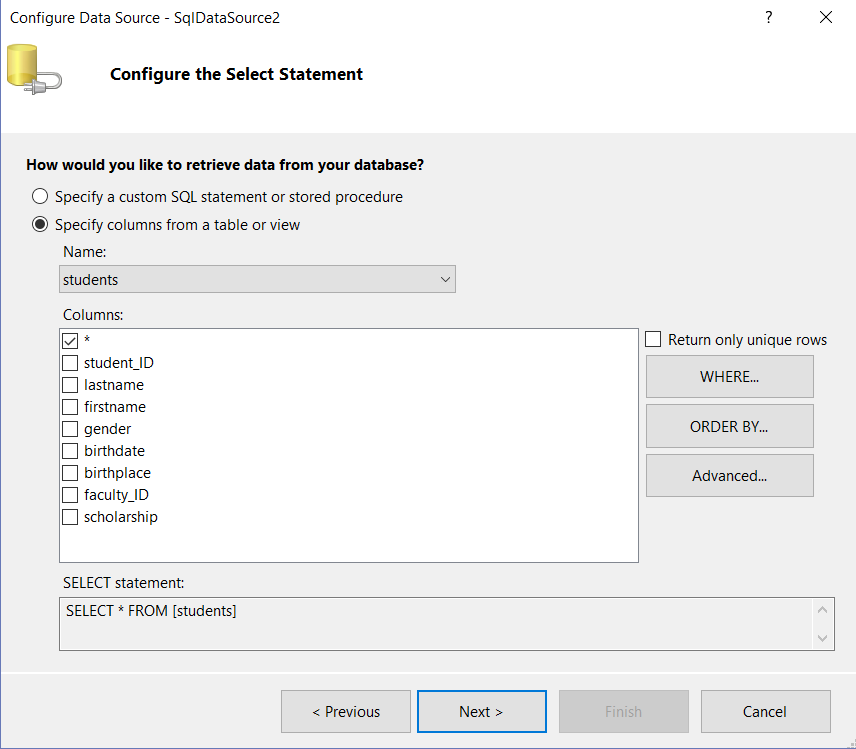 Configure Data Source - SqlDataSource2
?
Configure the Select Statement
How would you like to retrieve data from your database?
Specify a custom SQL statement or stored procedure
Specify columns from a table or view
Name:
students
Columns:
*
Return only unique rows
student_ID
lastname
WHERE...
firstname
gender
ORDER BY...
birthdate
birthplace
Advanced...
faculty_ID
scholarship
SELECT statement:
SELECT * FROM [students]
< Previous
Next >
Finish
Cancel